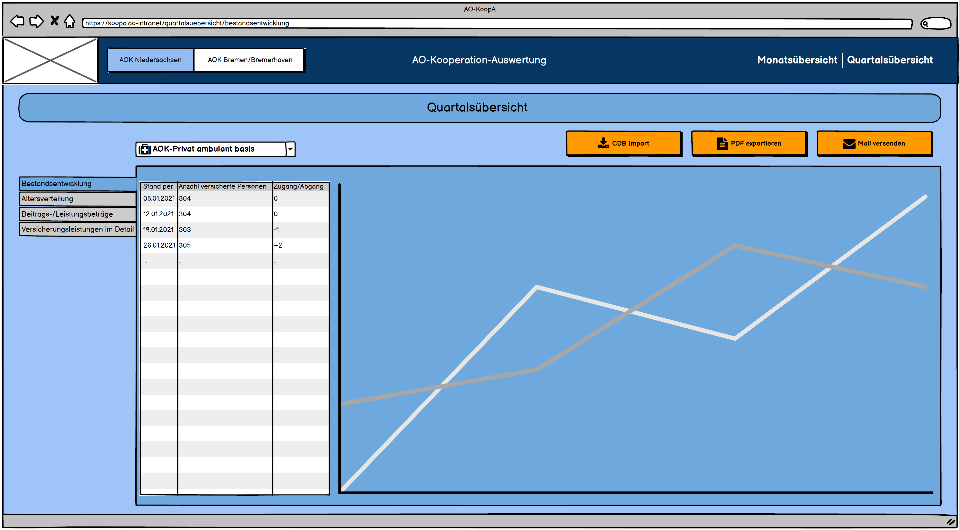 AO-KoopA
https://koopa.ao-intranet/quartalsuebersicht/bestandsentwicklung
AOK Niedersachsen
AOK Bremen/Bremerhaven
AO-Kooperation-Auswertung
Monatsübersicht
Quartalsübersicht
Quartalsübersicht
AOK-Privat ambulant basis
CDB Import
PDF exportieren
Mail versenden
Bestandsentwicklung
Altersverteilung
Beitrags-/Leistungsbeträge
Versicherungsleistungen im Detail
Stand per Anzahl versicherte Personen Zugang/Abgang
05.01.2021 304 0
12.01.2021 304 0
19.01.2021 303 -1
26.01.2021 305 +2